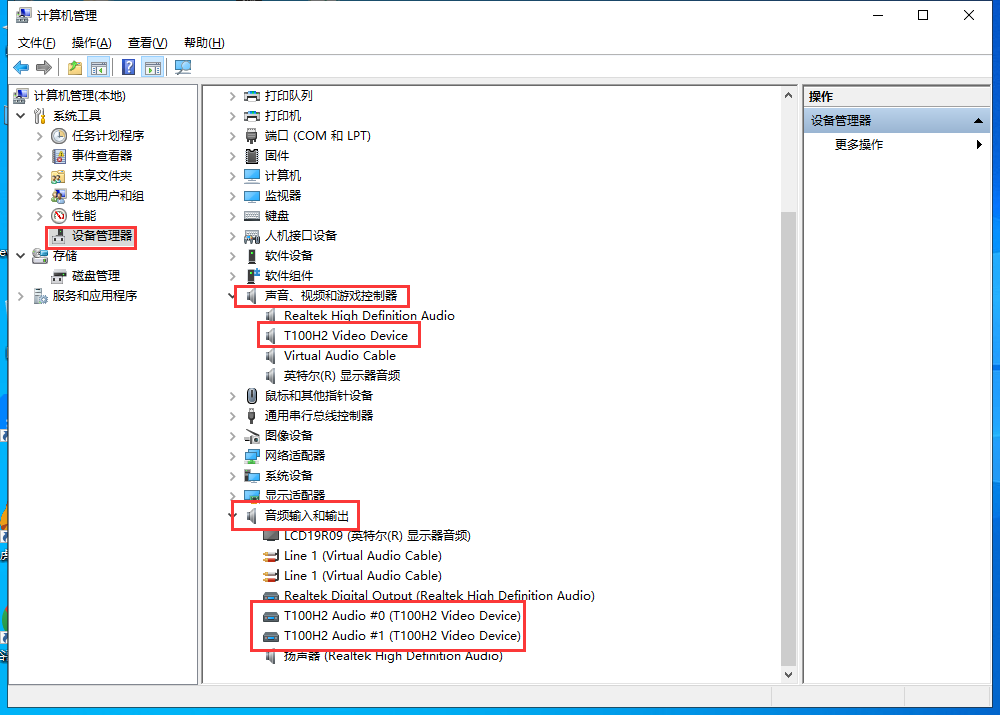 计算机管理
文件(F) 操作(A) 查看(V) 帮助(H)
计算机管理(本地)
系统工具
任务计划程序
事件查看器
共享文件夹
本地用户和组
性能
设备管理器
存储
磁盘管理
服务和应用程序
打印队列
打印机
端口 (COM 和 LPT)
固件
计算机
监视器
键盘
人机接口设备
软件设备
软件组件
声音、视频和游戏控制器
Realtek High Definition Audio
T100H2 Video Device
Virtual Audio Cable
英特尔(R) 显示器音频
鼠标和其他指针设备
通用串行总线控制器
图像设备
网络适配器
系统设备
显示适配器
音频输入和输出
LCD19R09 (英特尔(R) 显示器音频)
Line 1 (Virtual Audio Cable)
Line 1 (Virtual Audio Cable)
Realtek Digital Output (Realtek High Definition Audio)
T100H2 Audio #0 (T100H2 Video Device)
T100H2 Audio #1 (T100H2 Video Device)
扬声器 (Realtek High Definition Audio)
操作
设备管理器
更多操作